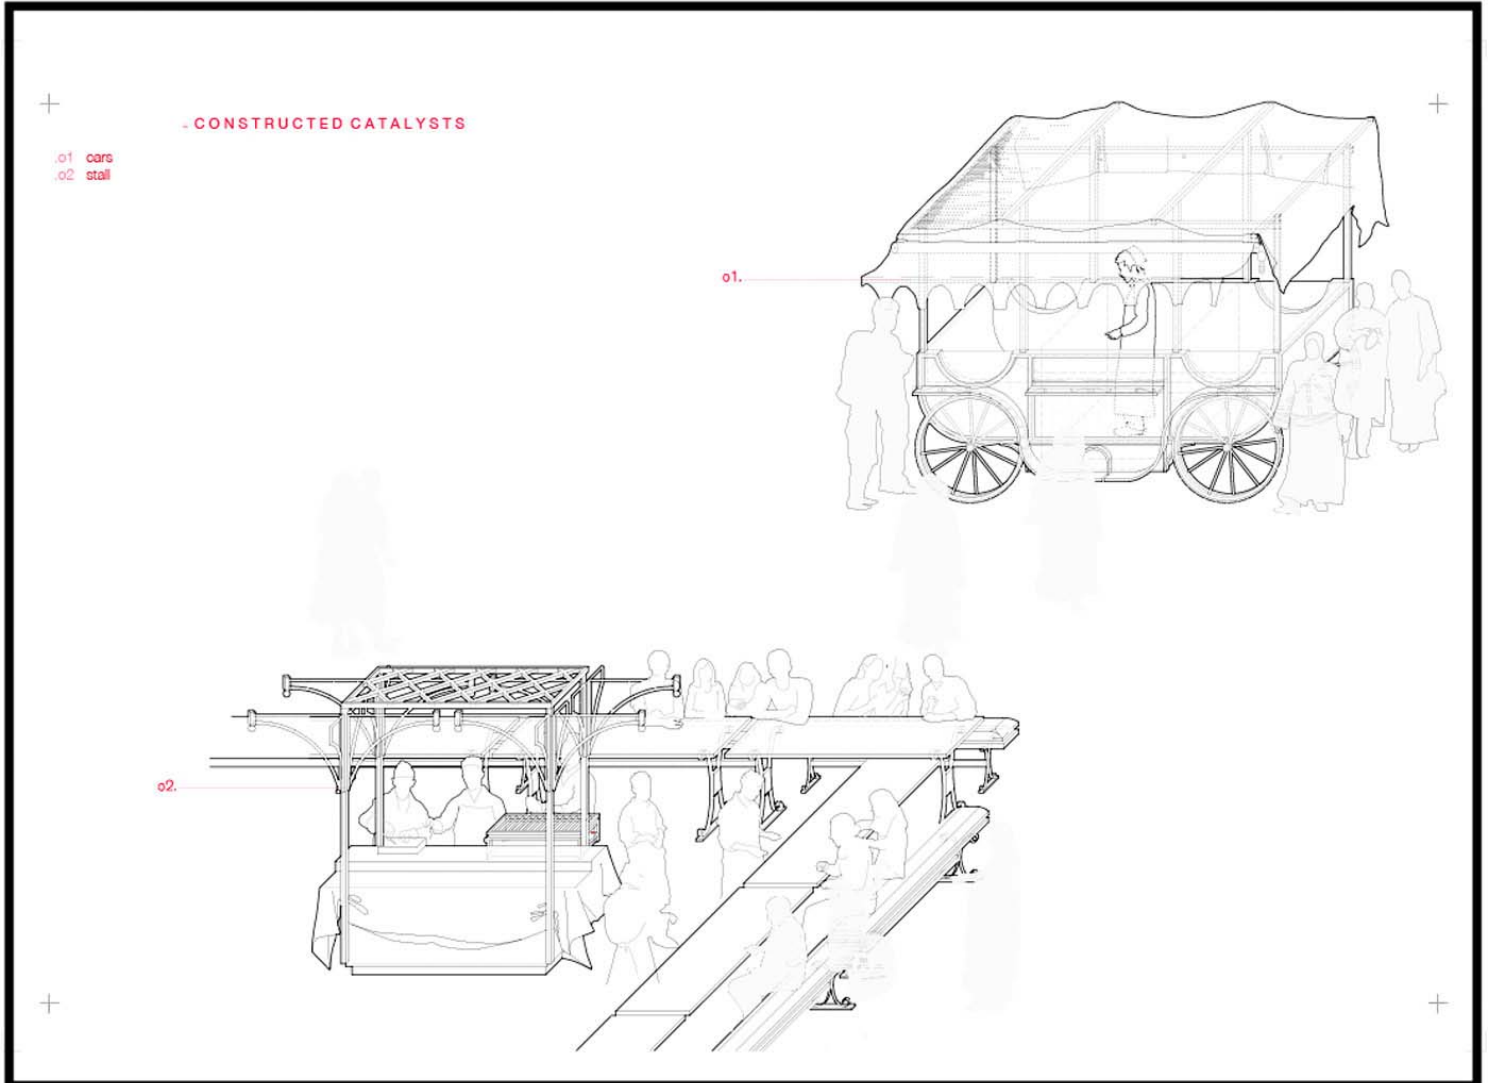 - CONSTRUCTED CATALYSTS
.o1 cars
.o2 stall
o1.
o2.